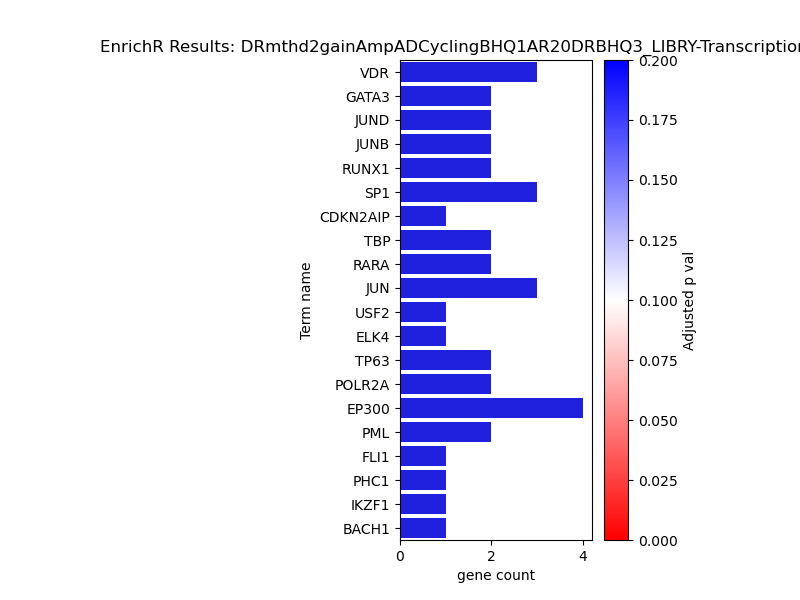 EnrichR Results: DRmthd2gainAmpADCyclingBHQ1AR20DRBHQ3_LIBRY-Transcription
VDR
GATA3
JUND
JUNB
RUNX1
SP1
CDKN2AIP
TBP
RARA
JUN
USF2
ELK4
TP63
POLR2A
EP300
PML
FLI1
PHC1
IKZF1
BACH1
Term name
0 2 4
gene count
0.200
0.175
0.150
0.125
0.100
0.075
0.050
0.025
0.000
Adjusted p val